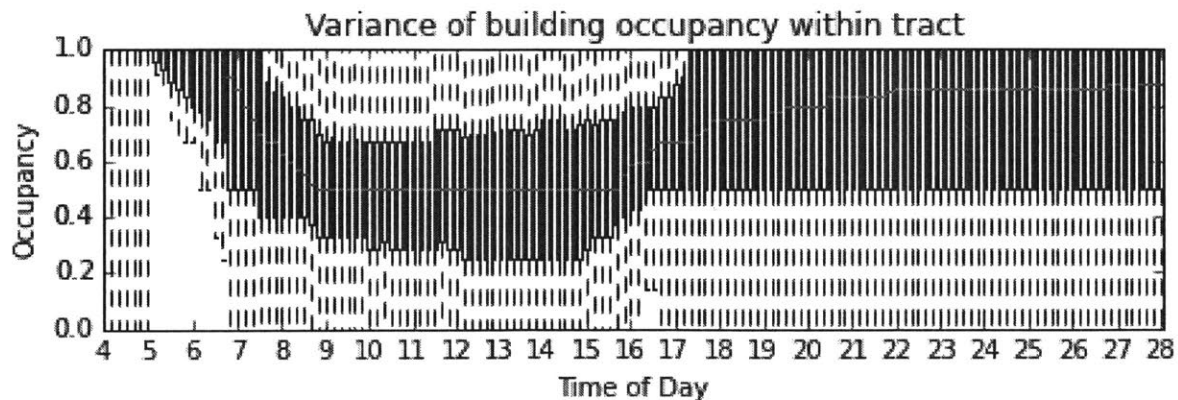 Variance of building occupancy within tract
1.0
0.8
0.6
0.4
0.2
0.0
Occupancy
4 5 6 7 8 9 10 11 12 13 14 15 16 17 18 19 20 21 22 23 24 25 26 27 28
Time of Day